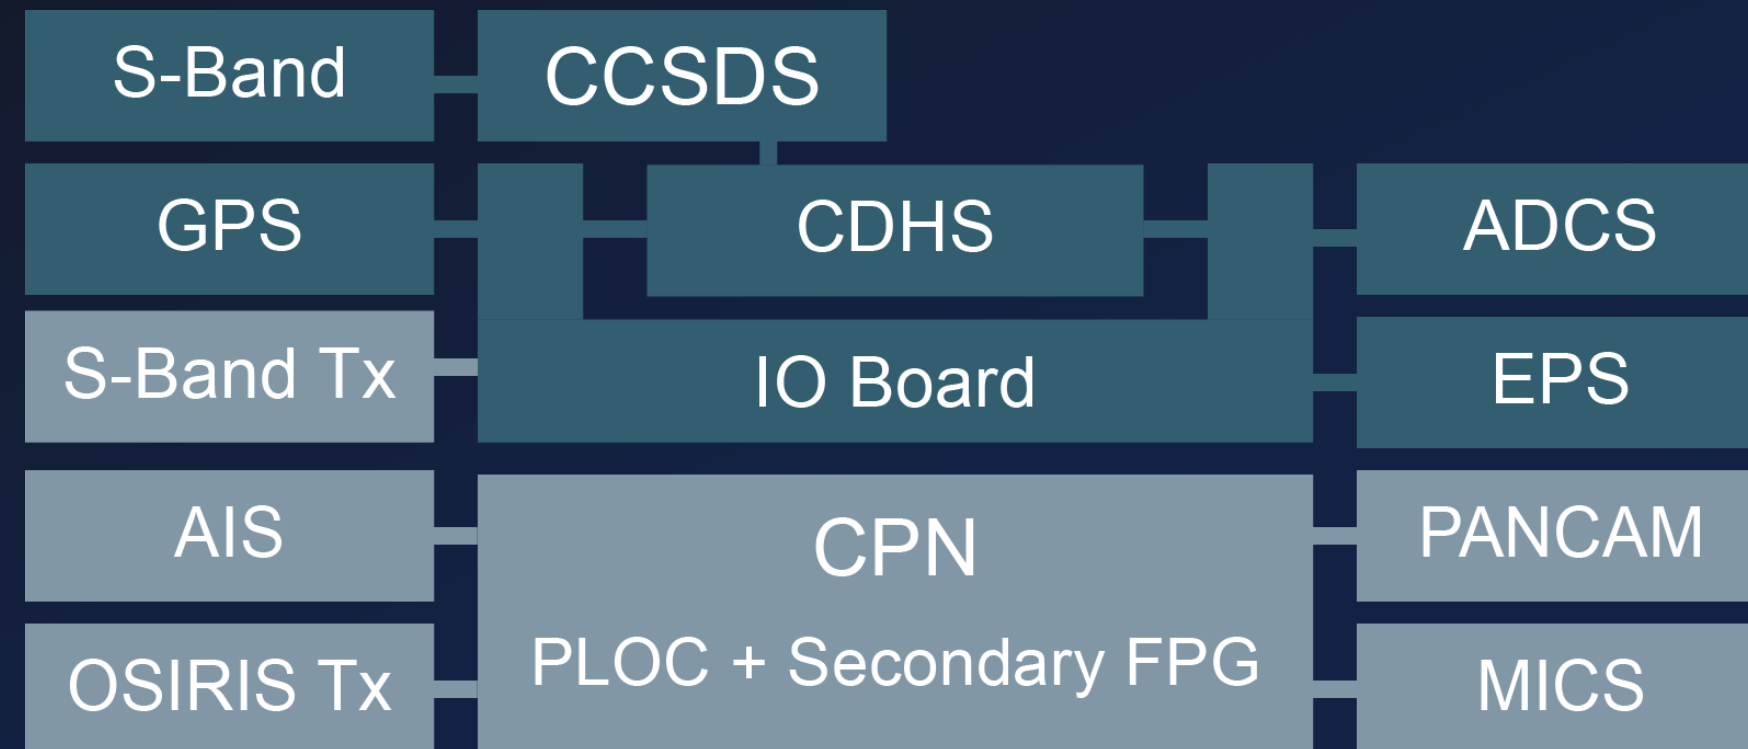 S-Band
CCSDS
GPS
CDHS
ADCS
S-Band Tx
IO Board
EPS
AIS
CPN
PANCAM
PLOC + Secondary FPG
OSIRIS Tx
MICS